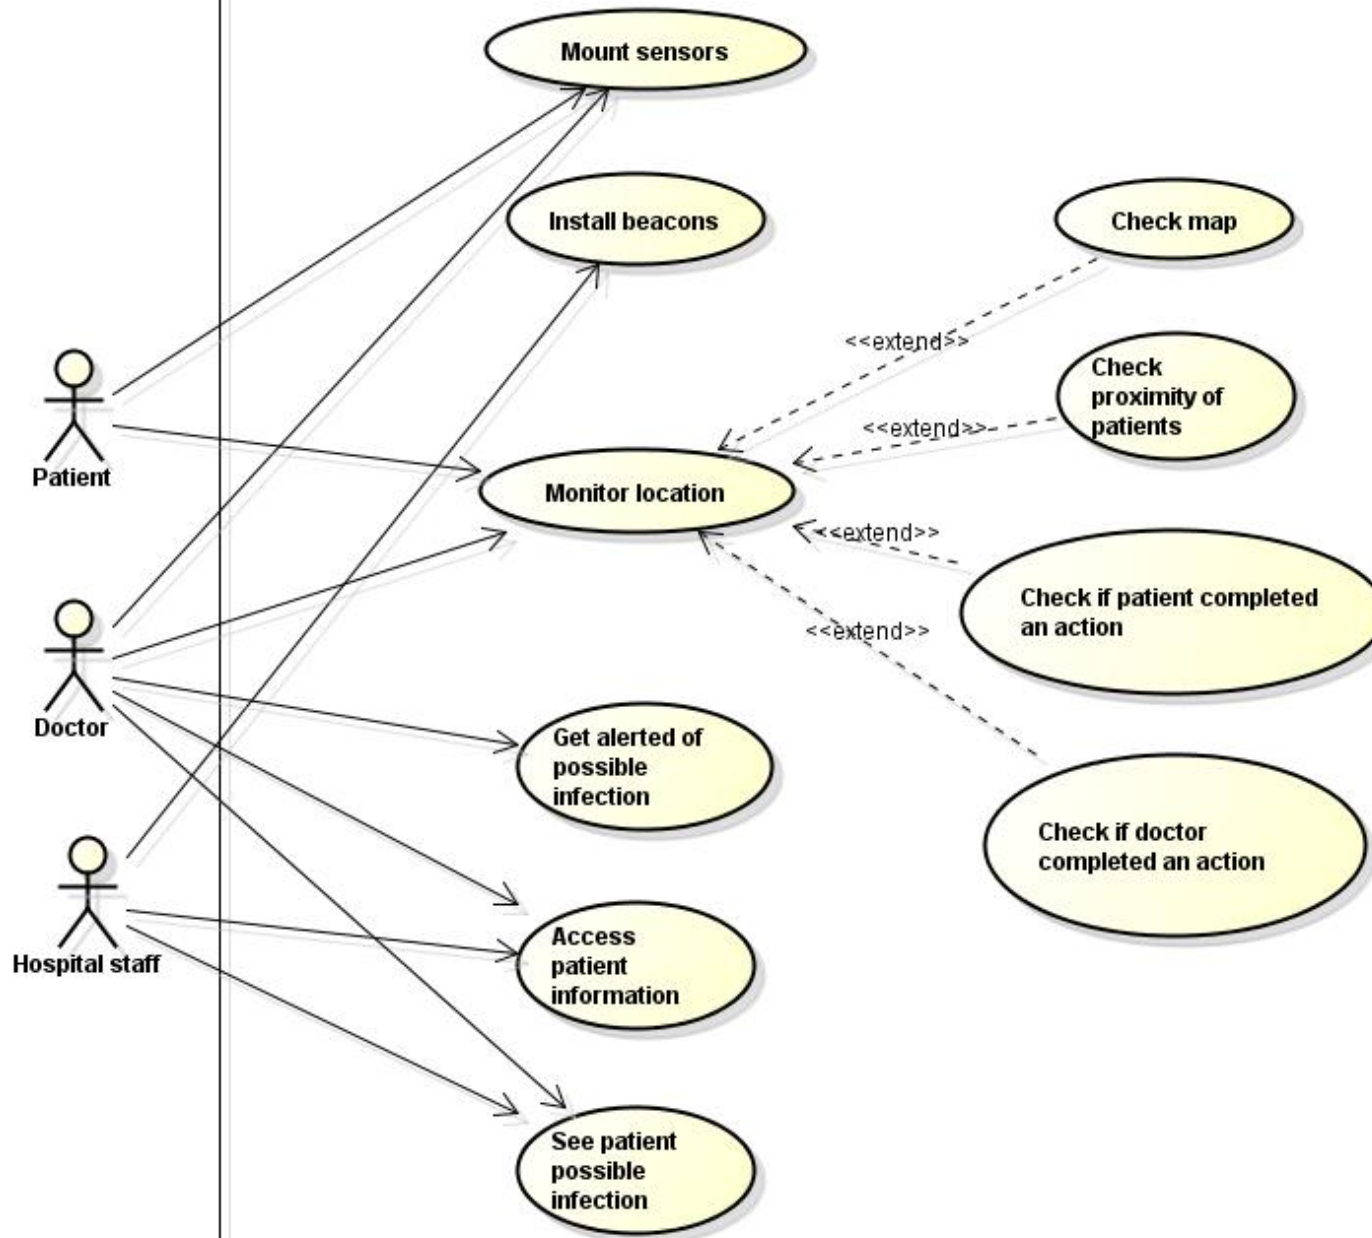 Mount sensors
Install beacons
Check map
<<extend>>
Check
proximity of
patients
<<extend>>
Patient
Monitor location
<<extend>>
Check if patient completed
an action
<<extend>>
Doctor
Get alerted of
possible
infection
Check if doctor
completed an action
Hospital staff
Access
patient
information
See patient
possible
infection